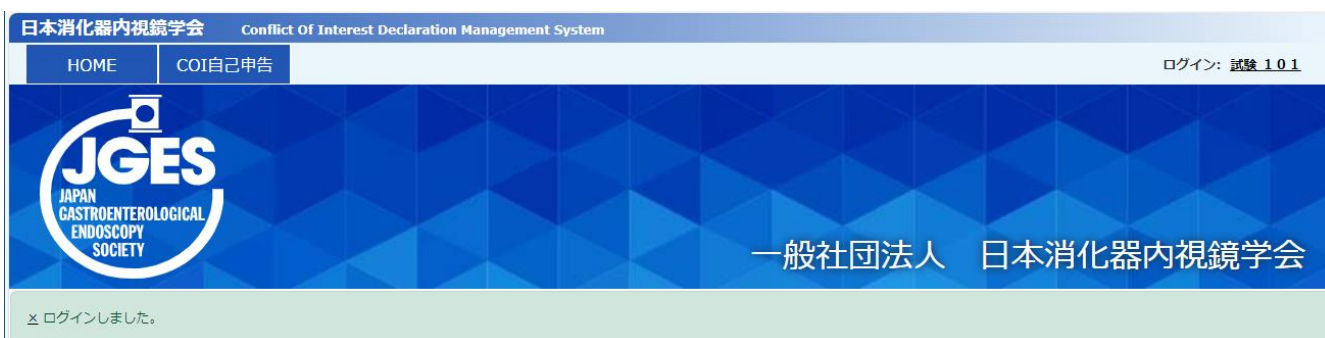 日本消化器内視鏡学会 Conflict Of Interest Declaration Management System
HOME COI自己申告 ログイン: 試験 １０１
JGES
JAPAN
GASTROENTEROLOGICAL
ENDOSCOPY
SOCIETY
一般社団法人　日本消化器内視鏡学会
× ログインしました。